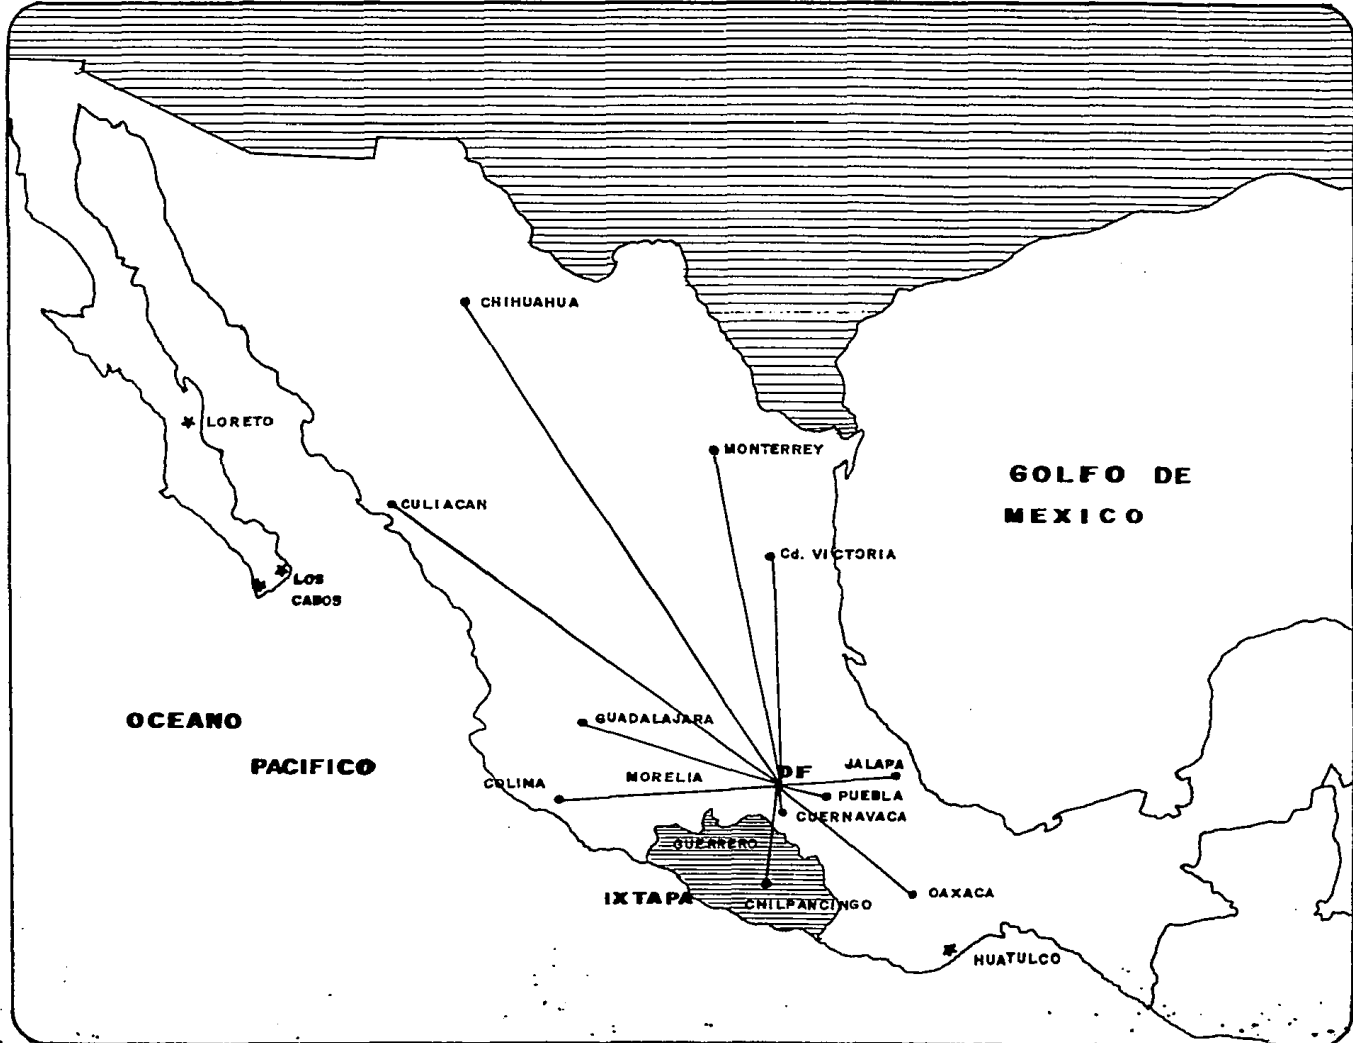 CHIHUAHUA
LORETO
MONTERREY
GOLFO DE
MEXICO
CULIACAN
Cd. VICTORIA
LOS
CABOS
OCEANO
PACIFICO
GUADALAJARA
DF
JALAPA
MORELIA
COLIMA
PUEBLA
CUERNAVACA
GUERRERO
IXTAPA
CHILPANCINGO
OAXACA
HUATULCO